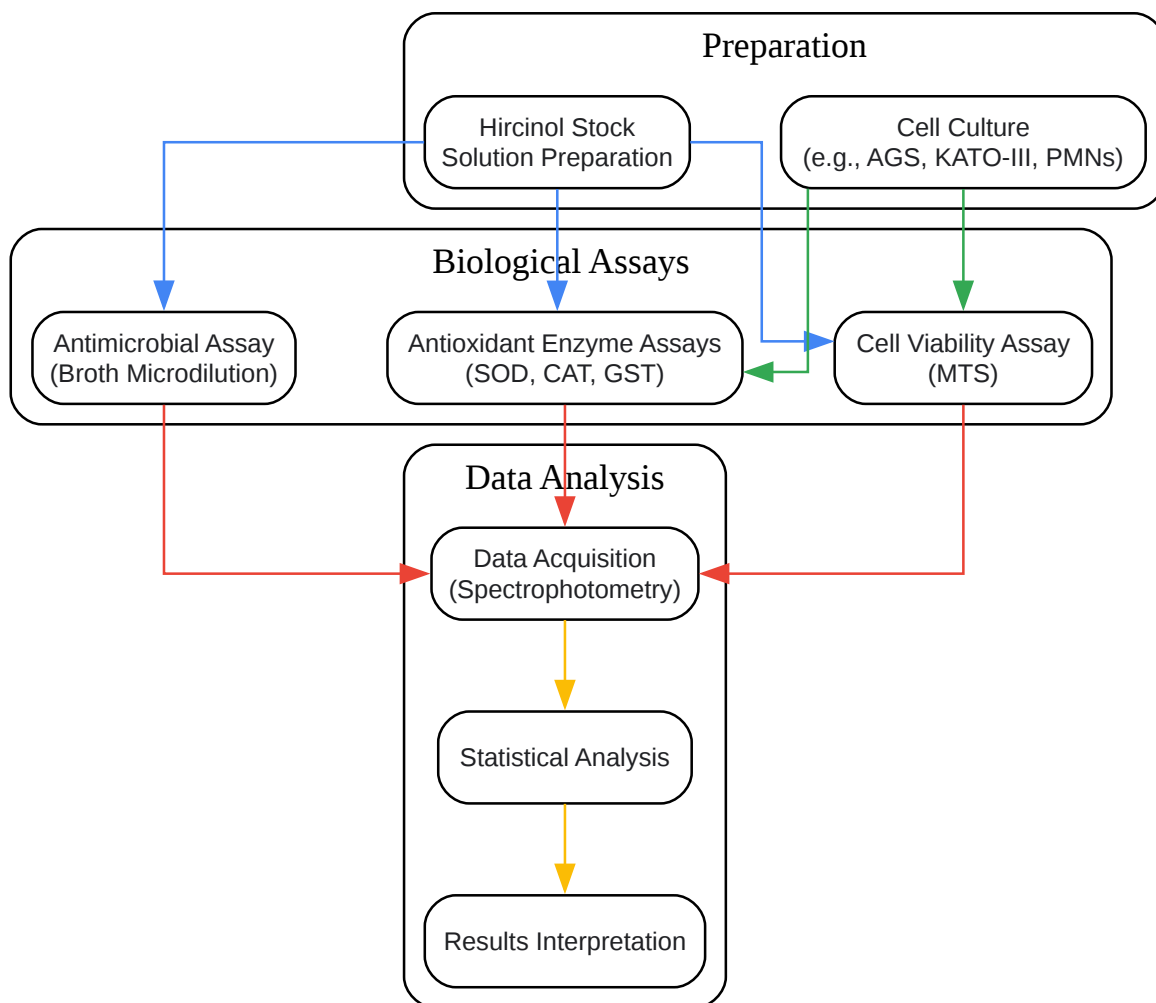 Preparation
Hircinol Stock
Solution Preparation
Cell Culture
(e.g., AGS, KATO-III, PMNs)
Biological Assays
Antimicrobial Assay
(Broth Microdilution)
Antioxidant Enzyme Assays
(SOD, CAT, GST)
Cell Viability Assay
(MTS)
Data Analysis
Data Acquisition
(Spectrophotometry)
Statistical Analysis
Results Interpretation